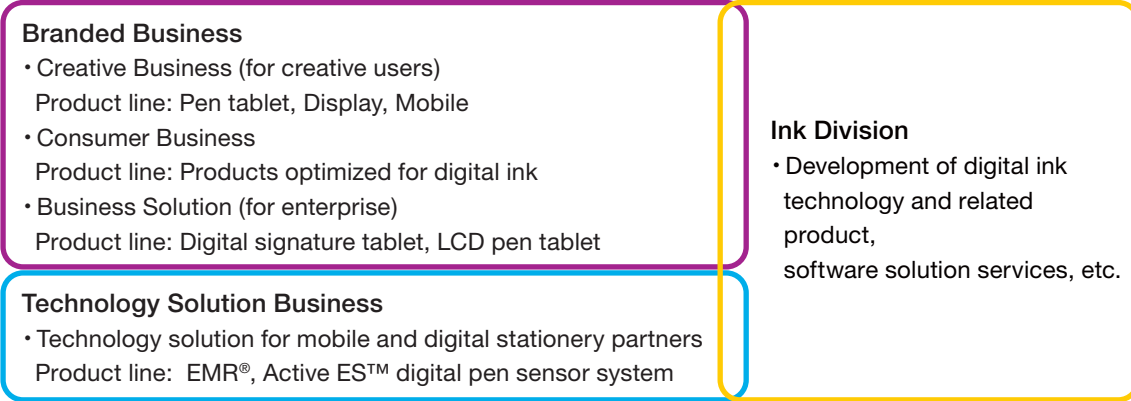 Branded Business
・Creative Business (for creative users)
Product line: Pen tablet, Display, Mobile
・Consumer Business
Product line: Products optimized for digital ink
・Business Solution (for enterprise)
Product line: Digital signature tablet, LCD pen tablet
Technology Solution Business
・Technology solution for mobile and digital stationery partners
Product line: EMR®, Active ES™ digital pen sensor system
Ink Division
・Development of digital ink
technology and related
product,
software solution services, etc.